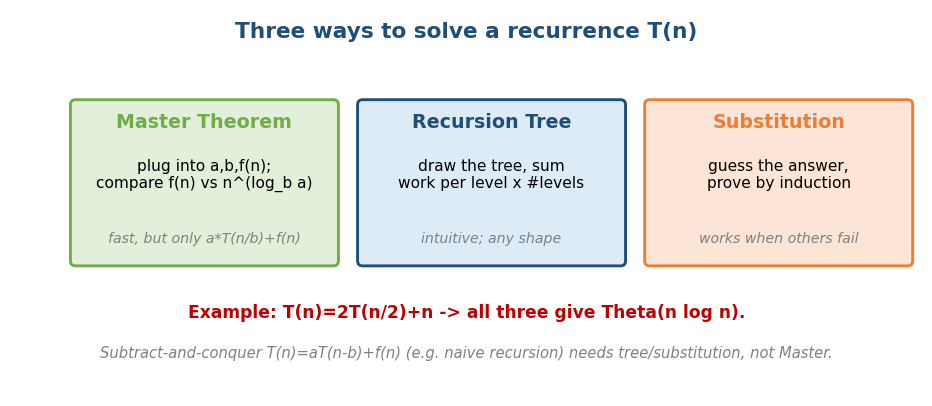 Three ways to solve a recurrence T(n)
Master Theorem
plug into a,b,f(n);
compare f(n) vs n^(log_b a)
fast, but only a*T(n/b)+f(n)
Recursion Tree
draw the tree, sum
work per level x #levels
intuitive; any shape
Substitution
guess the answer,
prove by induction
works when others fail
Example: T(n)=2T(n/2)+n -> all three give Theta(n log n).
Subtract-and-conquer T(n)=aT(n-b)+f(n) (e.g. naive recursion) needs tree/substitution, not Master.